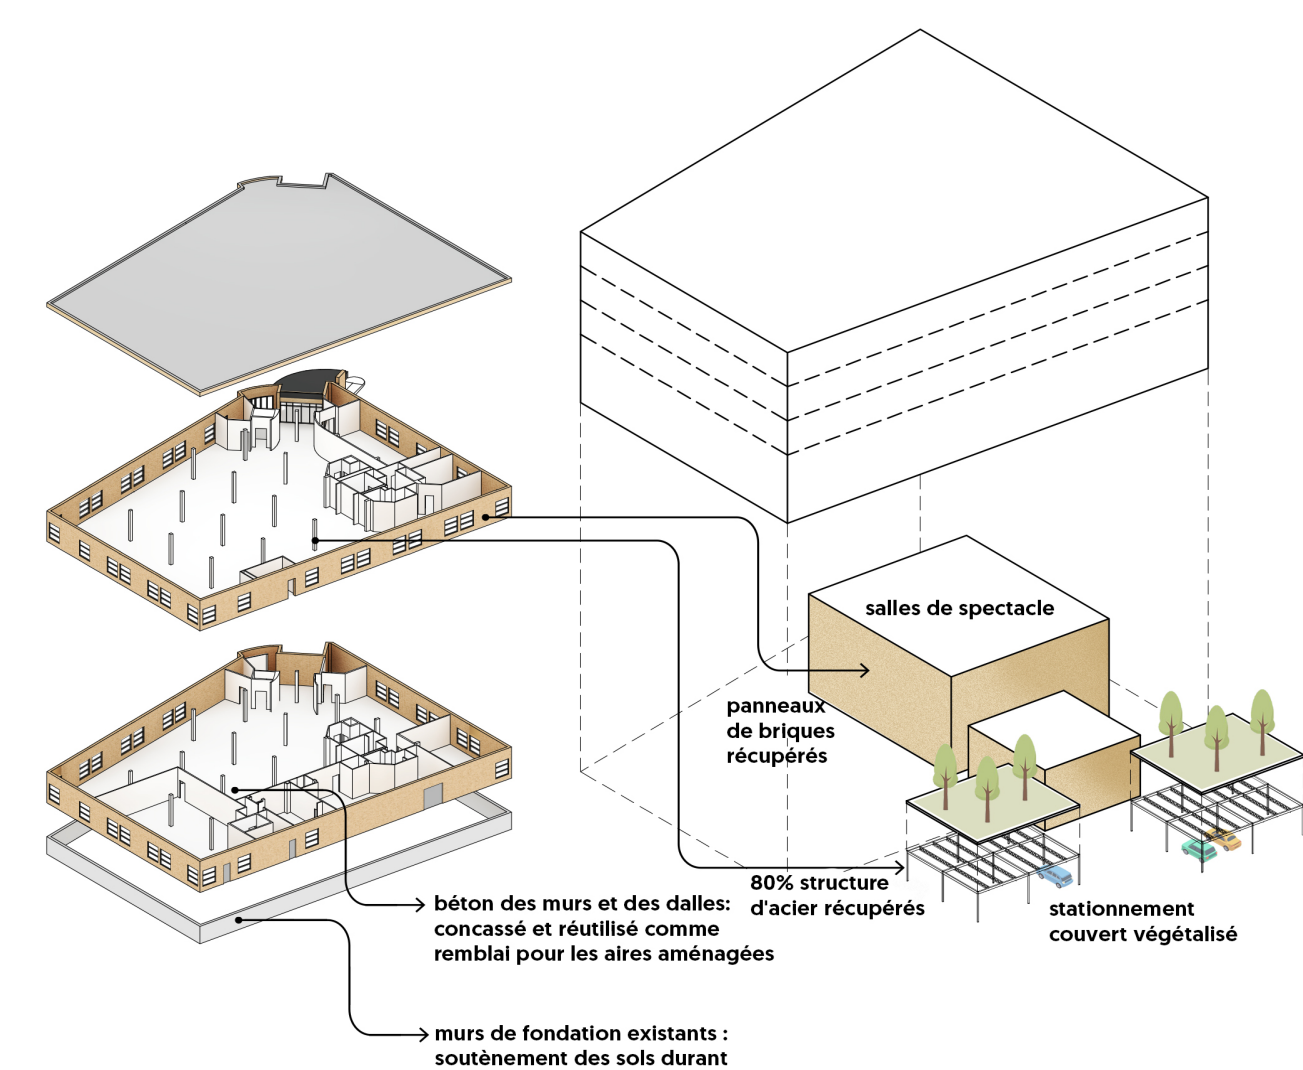 salles de spectacle
panneaux
de briques
récupérés
80% structure
d'acier récupérés
stationnement
couvert végétalisé
béton des murs et des dalles:
concassé et réutilisé comme
remblai pour les aires aménagées
murs de fondation existants :
soutènement des sols durant